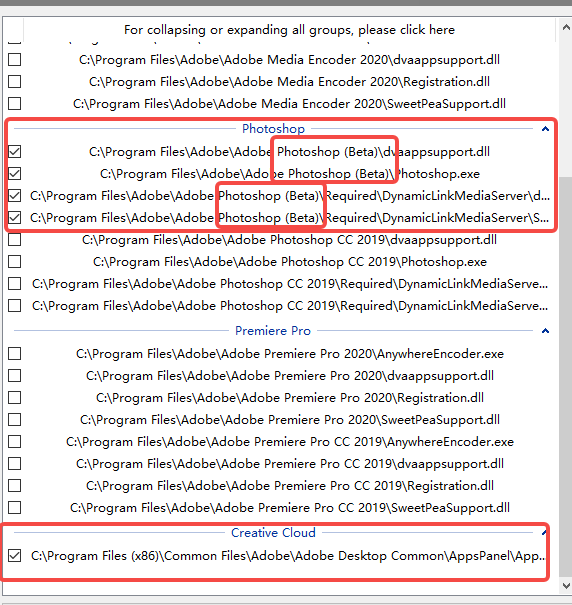 For collapsing or expanding all groups, please click here
C:\Program Files\Adobe\Adobe Media Encoder 2020\dvaappsupport.dll
C:\Program Files\Adobe\Adobe Media Encoder 2020\Registration.dll
C:\Program Files\Adobe\Adobe Media Encoder 2020\SweetPeaSupport.dll
Photoshop
C:\Program Files\Adobe\Adobe Photoshop (Beta)\dvaappsupport.dll
C:\Program Files\Adobe\Adobe Photoshop (Beta)\Photoshop.exe
C:\Program Files\Adobe\Adobe Photoshop (Beta)\Required\DynamicLinkMediaServer\d...
C:\Program Files\Adobe\Adobe Photoshop (Beta)\Required\DynamicLinkMediaServer\S...
C:\Program Files\Adobe\Adobe Photoshop CC 2019\dvaappsupport.dll
C:\Program Files\Adobe\Adobe Photoshop CC 2019\Photoshop.exe
C:\Program Files\Adobe\Adobe Photoshop CC 2019\Required\DynamicLinkMediaServe...
C:\Program Files\Adobe\Adobe Photoshop CC 2019\Required\DynamicLinkMediaServe...
Premiere Pro
C:\Program Files\Adobe\Adobe Premiere Pro 2020\AnywhereEncoder.exe
C:\Program Files\Adobe\Adobe Premiere Pro 2020\dvaappsupport.dll
C:\Program Files\Adobe\Adobe Premiere Pro 2020\Registration.dll
C:\Program Files\Adobe\Adobe Premiere Pro 2020\SweetPeaSupport.dll
C:\Program Files\Adobe\Adobe Premiere Pro CC 2019\AnywhereEncoder.exe
C:\Program Files\Adobe\Adobe Premiere Pro CC 2019\dvaappsupport.dll
C:\Program Files\Adobe\Adobe Premiere Pro CC 2019\Registration.dll
C:\Program Files\Adobe\Adobe Premiere Pro CC 2019\SweetPeaSupport.dll
Creative Cloud
C:\Program Files (x86)\Common Files\Adobe\Adobe Desktop Common\AppsPanel\App...